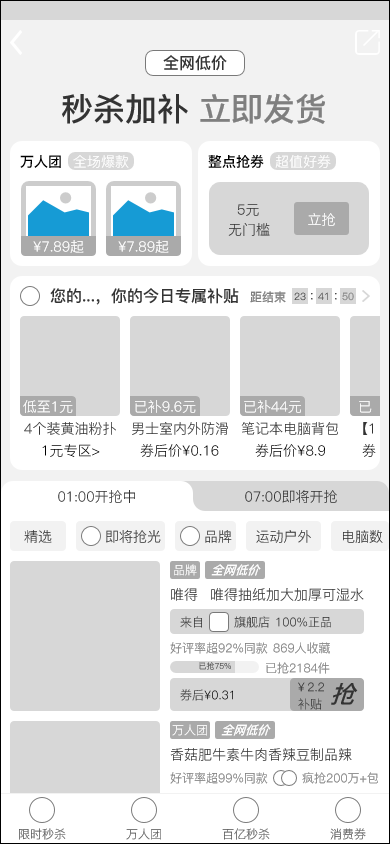 全网低价
秒杀加补 立即发货
万人团 全场爆款
整点抢券 超值好券
¥7.89起
¥7.89起
5元
无门槛
立抢
您的...，你的今日专属补贴 距结束 23:41:50
低至1元
已补9.6元
已补44元
已
4个装黄油粉扑
男士室内外防滑
笔记本电脑背包
【1
1元专区>
券后价¥0.16
券后价¥8.9
券
01:00开抢中
07:00即将开抢
精选
即将抢光
品牌
运动户外
电脑数
品牌 全网低价
唯得 唯得抽纸加大加厚可湿水
来自 旗舰店 100%正品
好评率超92%同款 869人收藏
已抢75% 已抢2184件
券后¥0.31
¥2.2
补贴
抢
万人团 全网低价
香菇肥牛素牛肉香辣豆制品辣
好评率超99%同款 疯抢200万+包
限时秒杀
万人团
百亿秒杀
消费券